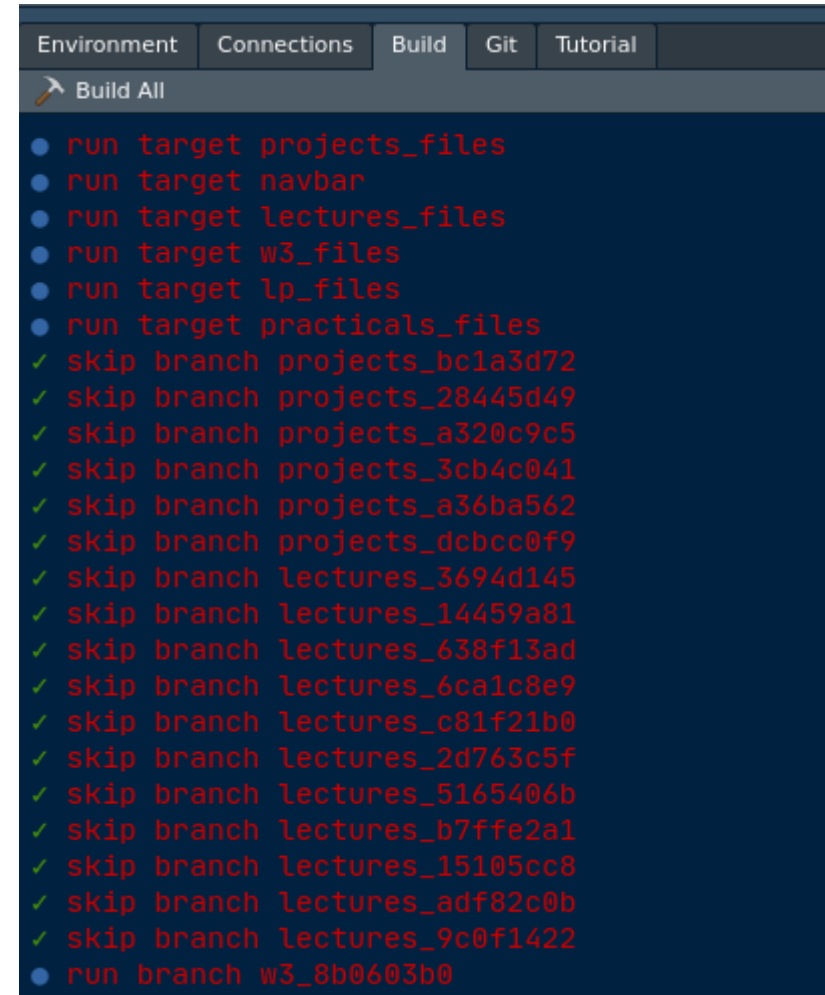 Environment Connections Build Git Tutorial
Build All
● run target projects_files
● run target navbar
● run target lectures_files
● run target w3_files
● run target lp_files
● run target practicals_files
✓ skip branch projects_bc1a3d72
✓ skip branch projects_28445d49
✓ skip branch projects_a320c9c5
✓ skip branch projects_3cb4c041
✓ skip branch projects_a36ba562
✓ skip branch projects_dcbcc0f9
✓ skip branch lectures_3694d145
✓ skip branch lectures_14459a81
✓ skip branch lectures_638f13ad
✓ skip branch lectures_6ca1c8e9
✓ skip branch lectures_c81f21b0
✓ skip branch lectures_2d763c5f
✓ skip branch lectures_5165406b
✓ skip branch lectures_b7ffe2a1
✓ skip branch lectures_15105cc8
✓ skip branch lectures_adf82c0b
✓ skip branch lectures_9c0f1422
● run branch w3_8b0603b0